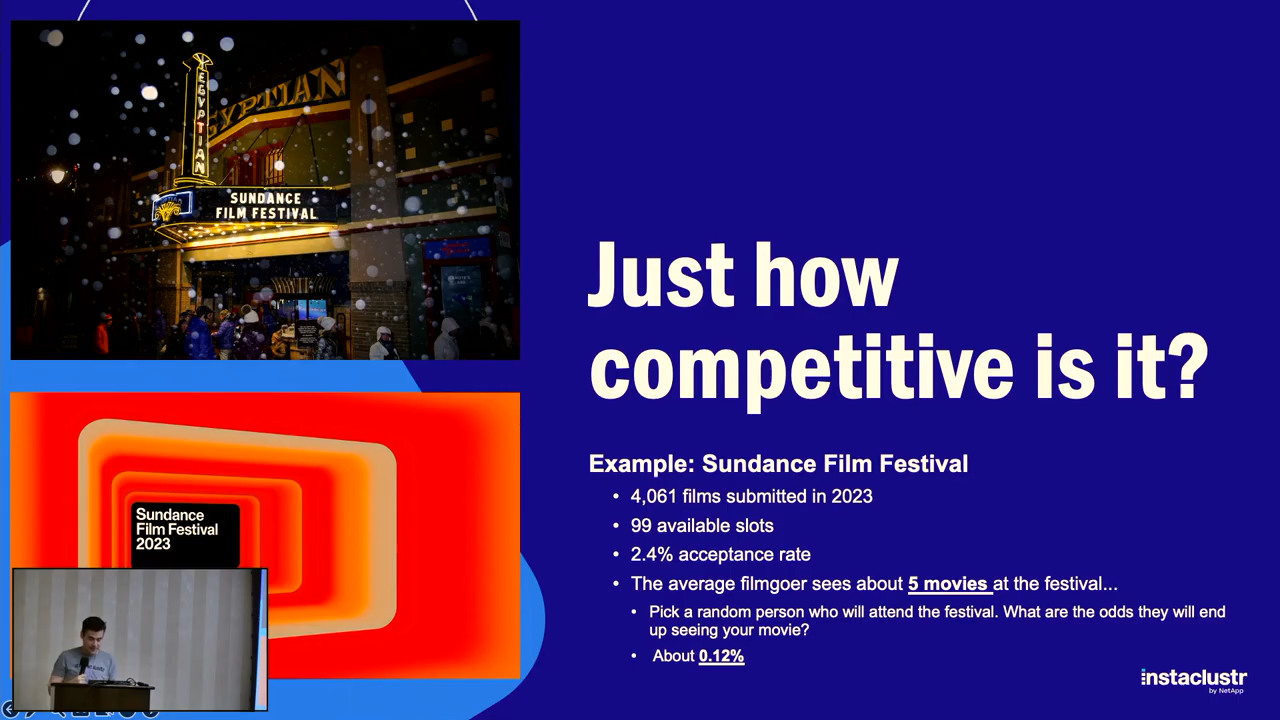 EGYPTIAN
EGYPTIAN
SUNDANCE
FILM FESTIVAL
Sundance
Film Festival
2023
Just how
competitive is it?
Example: Sundance Film Festival
• 4,061 films submitted in 2023
• 99 available slots
• 2.4% acceptance rate
• The average filmgoer sees about 5 movies at the festival...
• Pick a random person who will attend the festival. What are the odds they will end
up seeing your movie?
• About 0.12%
instaclustr
by NetApp